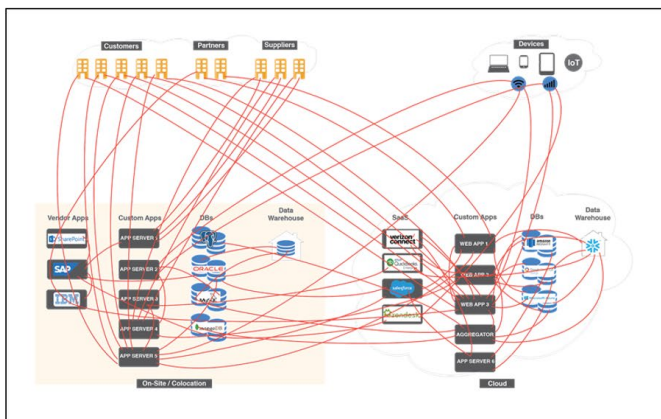 Customers
Partners
Suppliers
Devices
IoT
Vendor Apps
Custom Apps
DBs
Data
Warehouse
SharePoint
SAP
IBM
APP SERVER 1
APP SERVER 2
APP SERVER 3
APP SERVER 4
APP SERVER 5
ORACLE
mongoDB
On-Site / Colocation
SaaS
Custom Apps
DBs
Data
Warehouse
verizon
connect
QuickBooks
salesforce
zendesk
WEB APP 1
WEB APP 2
WEB APP 3
AGGREGATOR
APP SERVER 6
amazon
Cloud